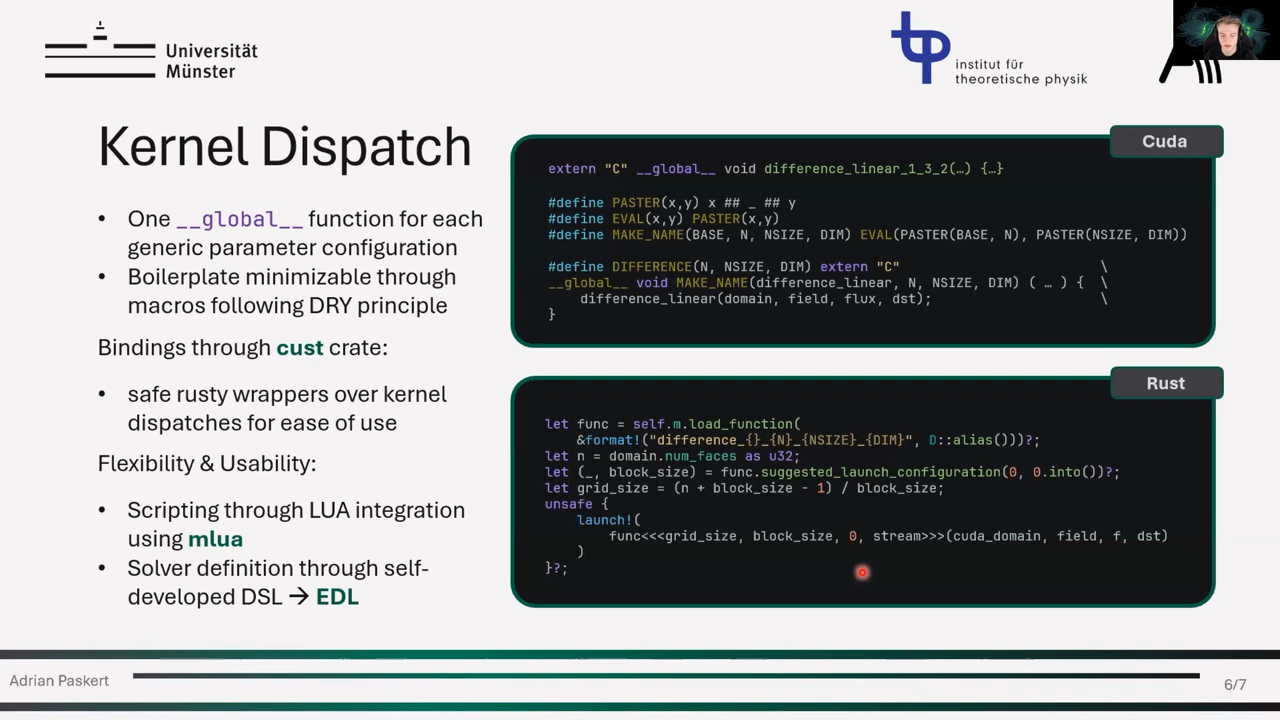 Universität
Münster
institut für
theoretische physik
Kernel Dispatch
• One __global__ function for each
generic parameter configuration
• Boilerplate minimizable through
macros following DRY principle
Bindings through cust crate:
• safe rusty wrappers over kernel
dispatches for ease of use
Flexibility & Usability:
• Scripting through LUA integration
using mlua
• Solver definition through self-
developed DSL → EDL
Cuda
extern "C" __global__ void difference_linear_1_3_2(…) {…}
#define PASTER(x,y) x ## _ ## y
#define EVAL(x,y) PASTER(x,y)
#define MAKE_NAME(BASE, N, NSIZE, DIM) EVAL(PASTER(BASE, N), PASTER(NSIZE, DIM))
#define DIFFERENCE(N, NSIZE, DIM) extern "C" \
__global__ void MAKE_NAME(difference_linear, N, NSIZE, DIM) ( … ) { \
difference_linear(domain, field, flux, dst); \
}
Rust
let func = self.m.load_function(
&format!("difference_{}_{N}_{NSIZE}_{DIM}", D::alias()))?;
let n = domain.num_faces as u32;
let (_, block_size) = func.suggested_launch_configuration(0, 0.into())?;
let grid_size = (n + block_size - 1) / block_size;
unsafe {
launch!(
func<<<grid_size, block_size, 0, stream>>>(cuda_domain, field, f, dst)
)
}?;
Adrian Paskert
6/7